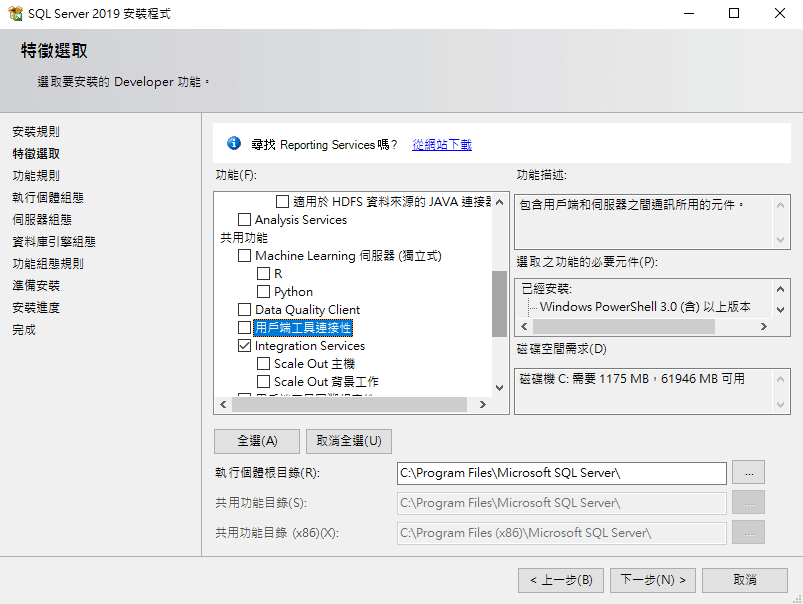 SQL Server 2019 安裝程式
特徵選取
選取要安裝的 Developer 功能。
安裝規則
特徵選取
功能規則
執行個體組態
伺服器組態
資料庫引擎組態
功能組態規則
準備安裝
安裝進度
完成
尋找 Reporting Services 嗎? 從網站下載
功能(F):
適用於 HDFS 資料來源的 JAVA 連接器
Analysis Services
共用功能
Machine Learning 伺服器 (獨立式)
R
Python
Data Quality Client
用戶端工具連接性
Integration Services
Scale Out 主機
Scale Out 背景工作
功能描述:
包含用戶端和伺服器之間通訊所用的元件。
選取之功能的必要元件(P):
已經安裝:
Windows PowerShell 3.0 (含) 以上版本
磁碟空間需求(D)
磁碟機 C: 需要 1175 MB，61946 MB 可用
全選(A)
取消全選(U)
執行個體根目錄(R):
C:\Program Files\Microsoft SQL Server\
...
共用功能目錄(S):
C:\Program Files\Microsoft SQL Server\
...
共用功能目錄 (x86)(X):
C:\Program Files (x86)\Microsoft SQL Server\
...
< 上一步(B)
下一步(N) >
取消